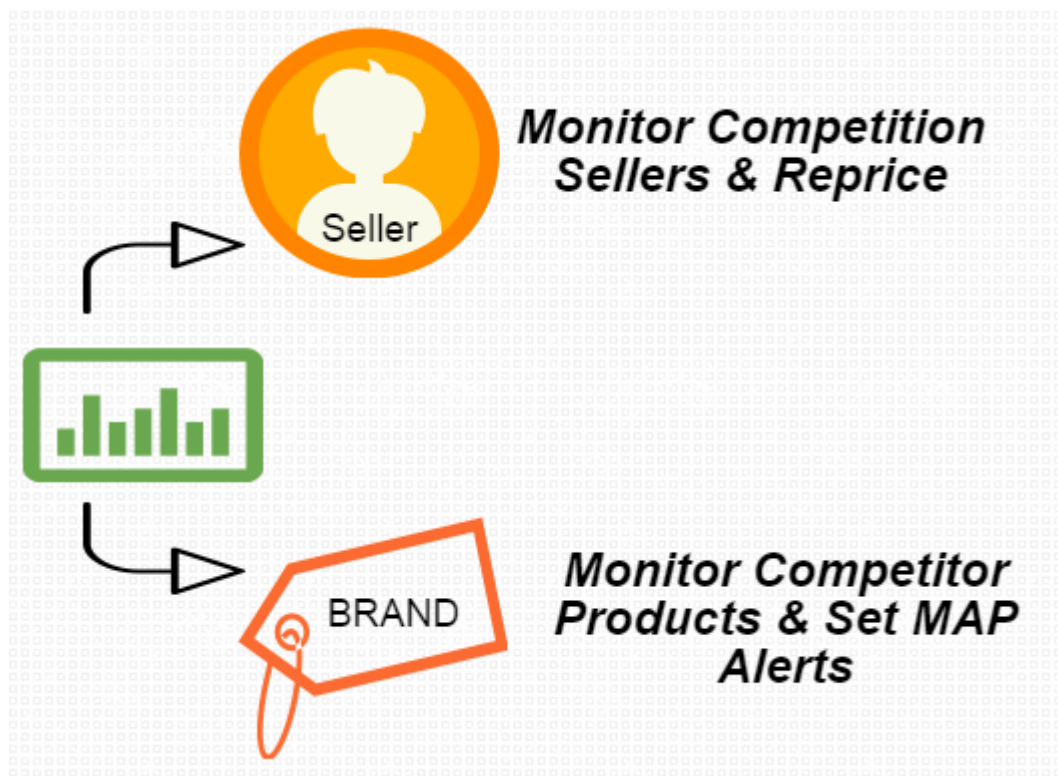 Monitor Competition
Sellers & Reprice
Seller
BRAND
Monitor Competitor
Products & Set MAP
Alerts